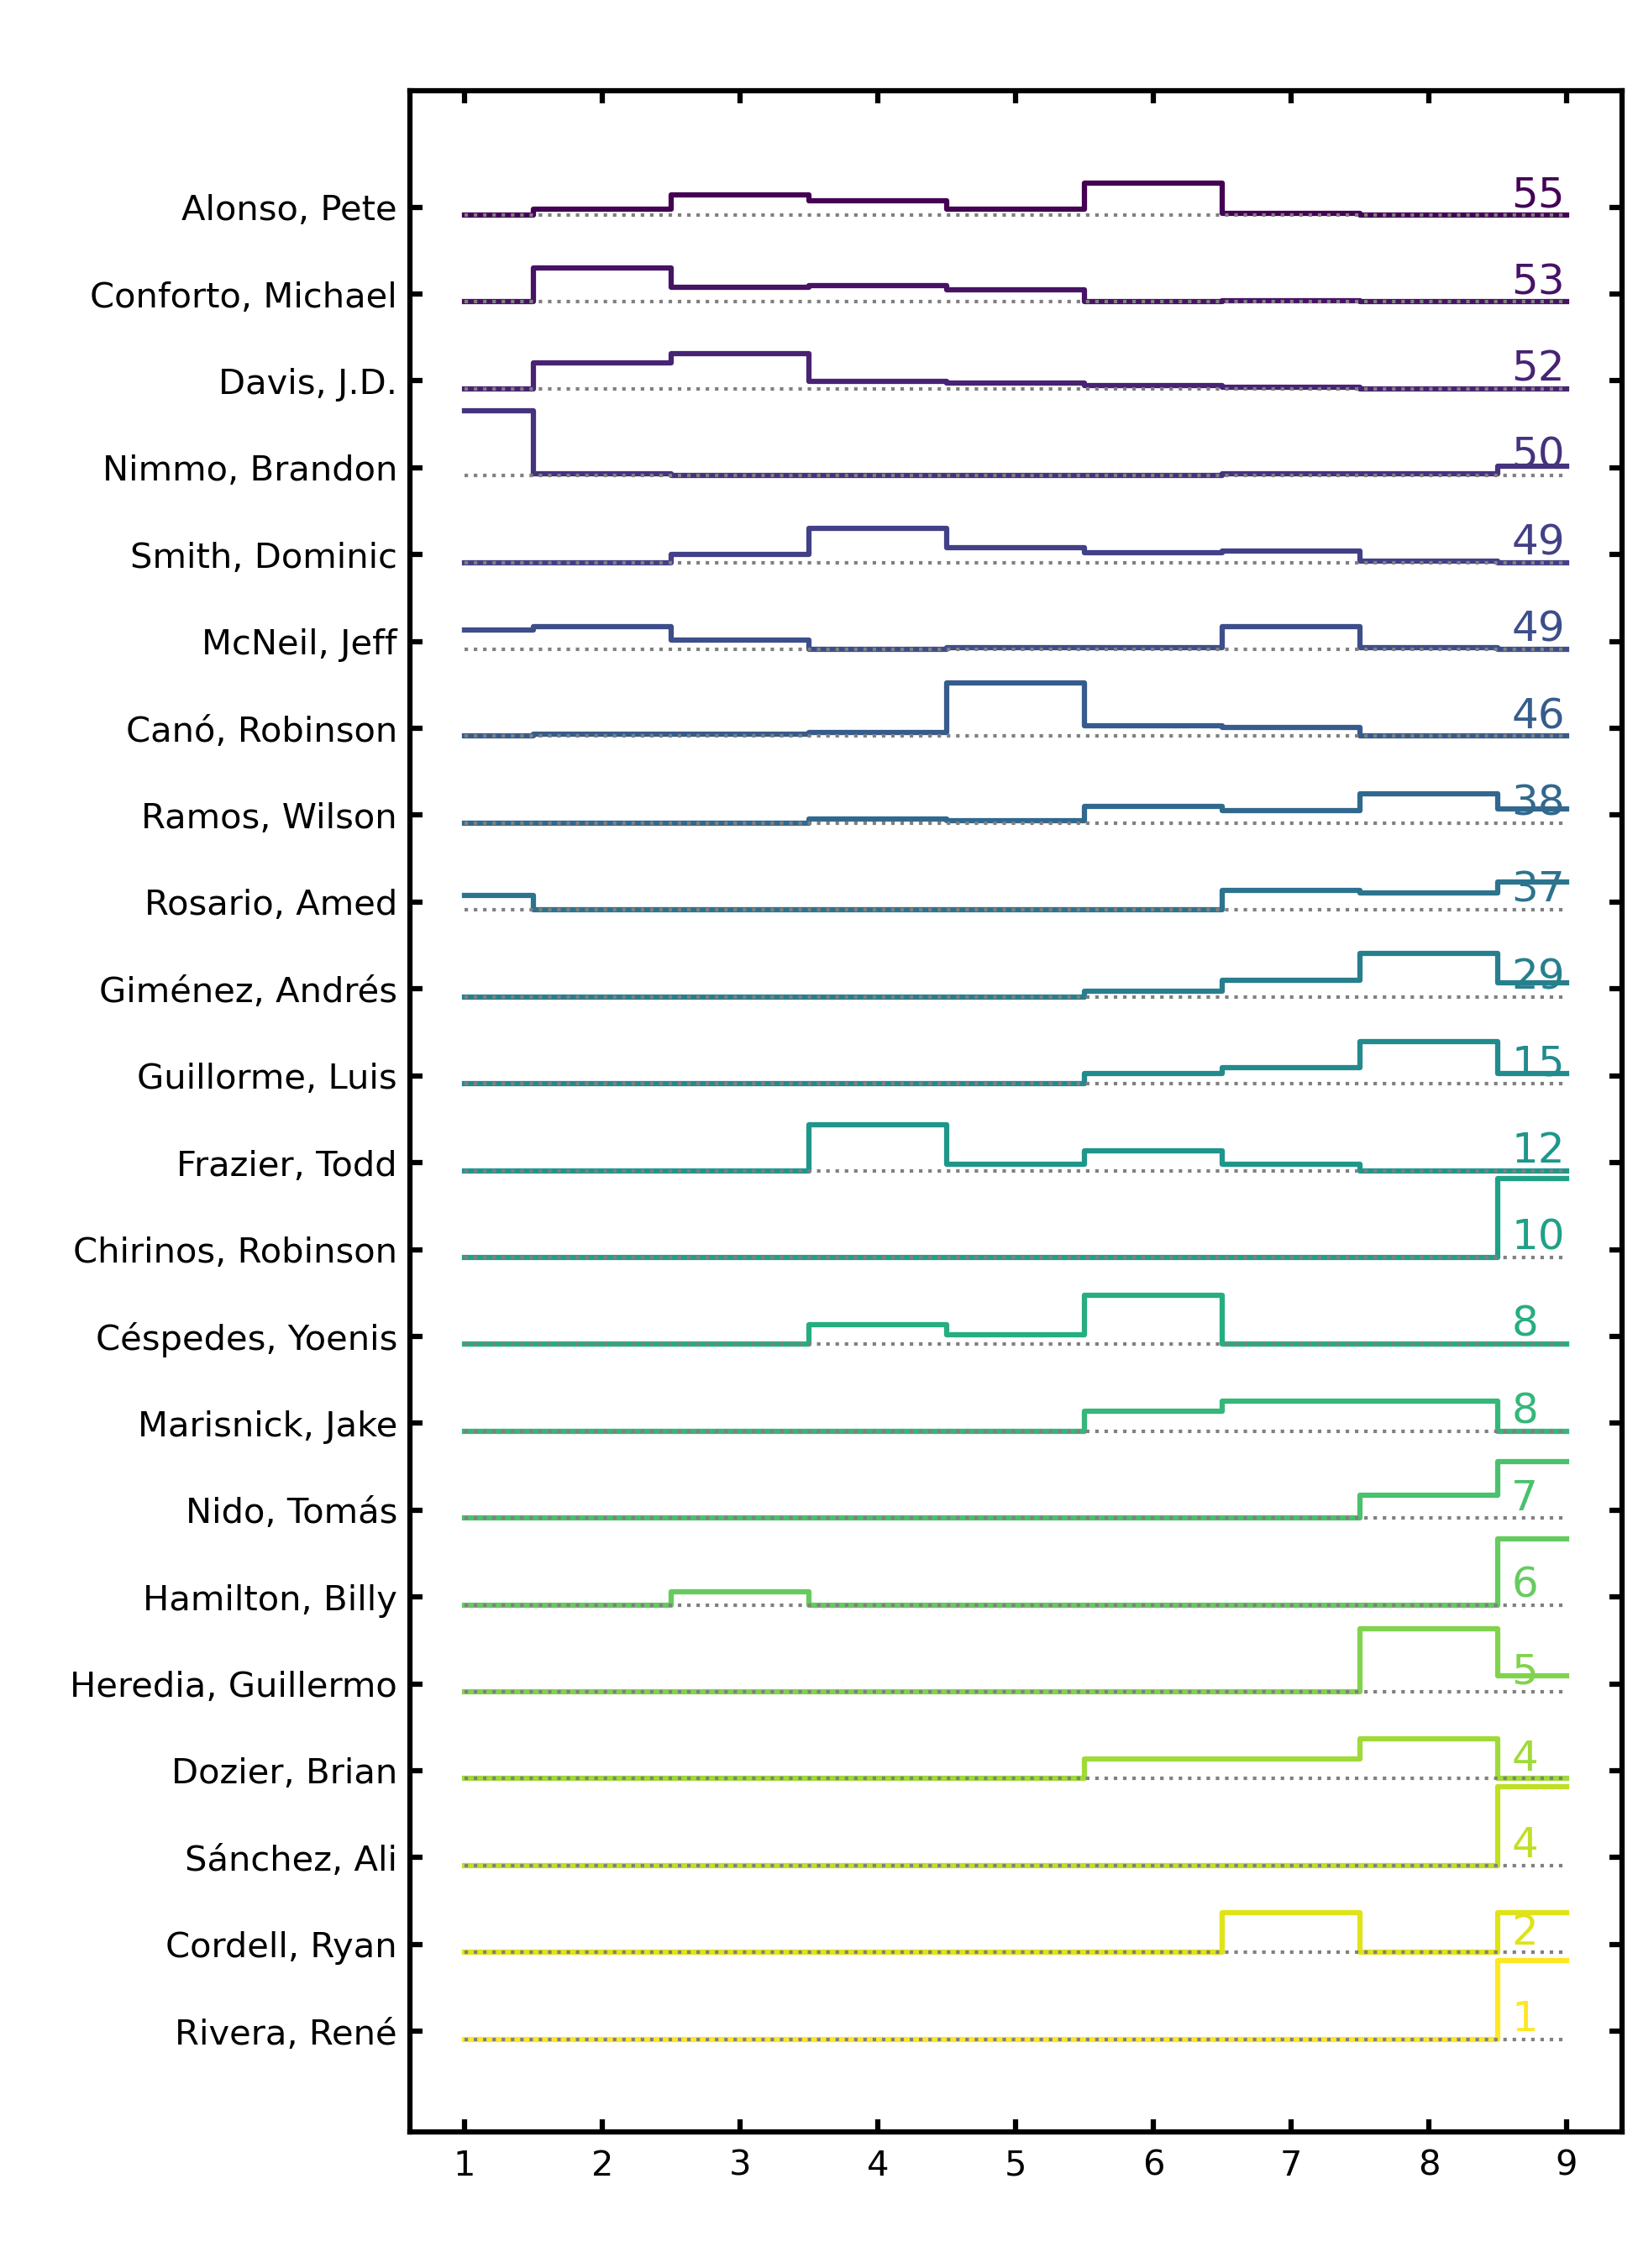 Alonso, Pete 55
Conforto, Michael 53
Davis, J.D. 52
Nimmo, Brandon 50
Smith, Dominic 49
McNeil, Jeff 49
Canó, Robinson 46
Ramos, Wilson 38
Rosario, Amed 37
Giménez, Andrés 29
Guillorme, Luis 15
Frazier, Todd 12
Chirinos, Robinson 10
Céspedes, Yoenis 8
Marisnick, Jake 8
Nido, Tomás 7
Hamilton, Billy 6
Heredia, Guillermo 5
Dozier, Brian 4
Sánchez, Ali 4
Cordell, Ryan 2
Rivera, René 1
1 2 3 4 5 6 7 8 9